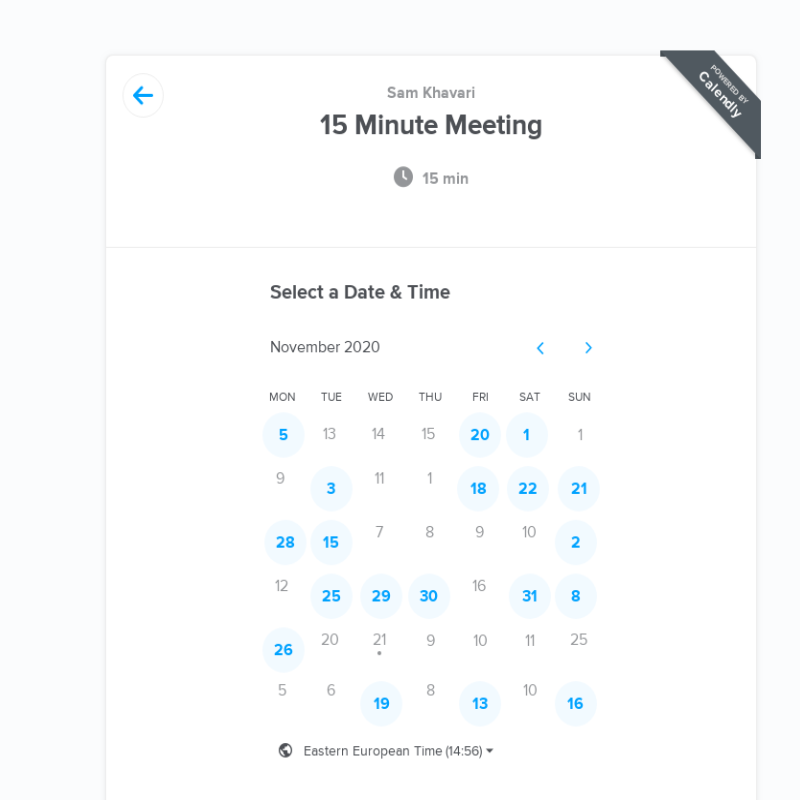 POWERED BY
Calendly
Sam Khavari
15 Minute Meeting
15 min
Select a Date & Time
November 2020
MON TUE WED THU FRI SAT SUN
5 13 14 15 20 1 1
9 3 11 1 18 22 21
28 15 7 8 9 10 2
12 25 29 30 16 31 8
26 20 21 9 10 11 25
5 6 19 8 13 10 16
Eastern European Time (14:56)